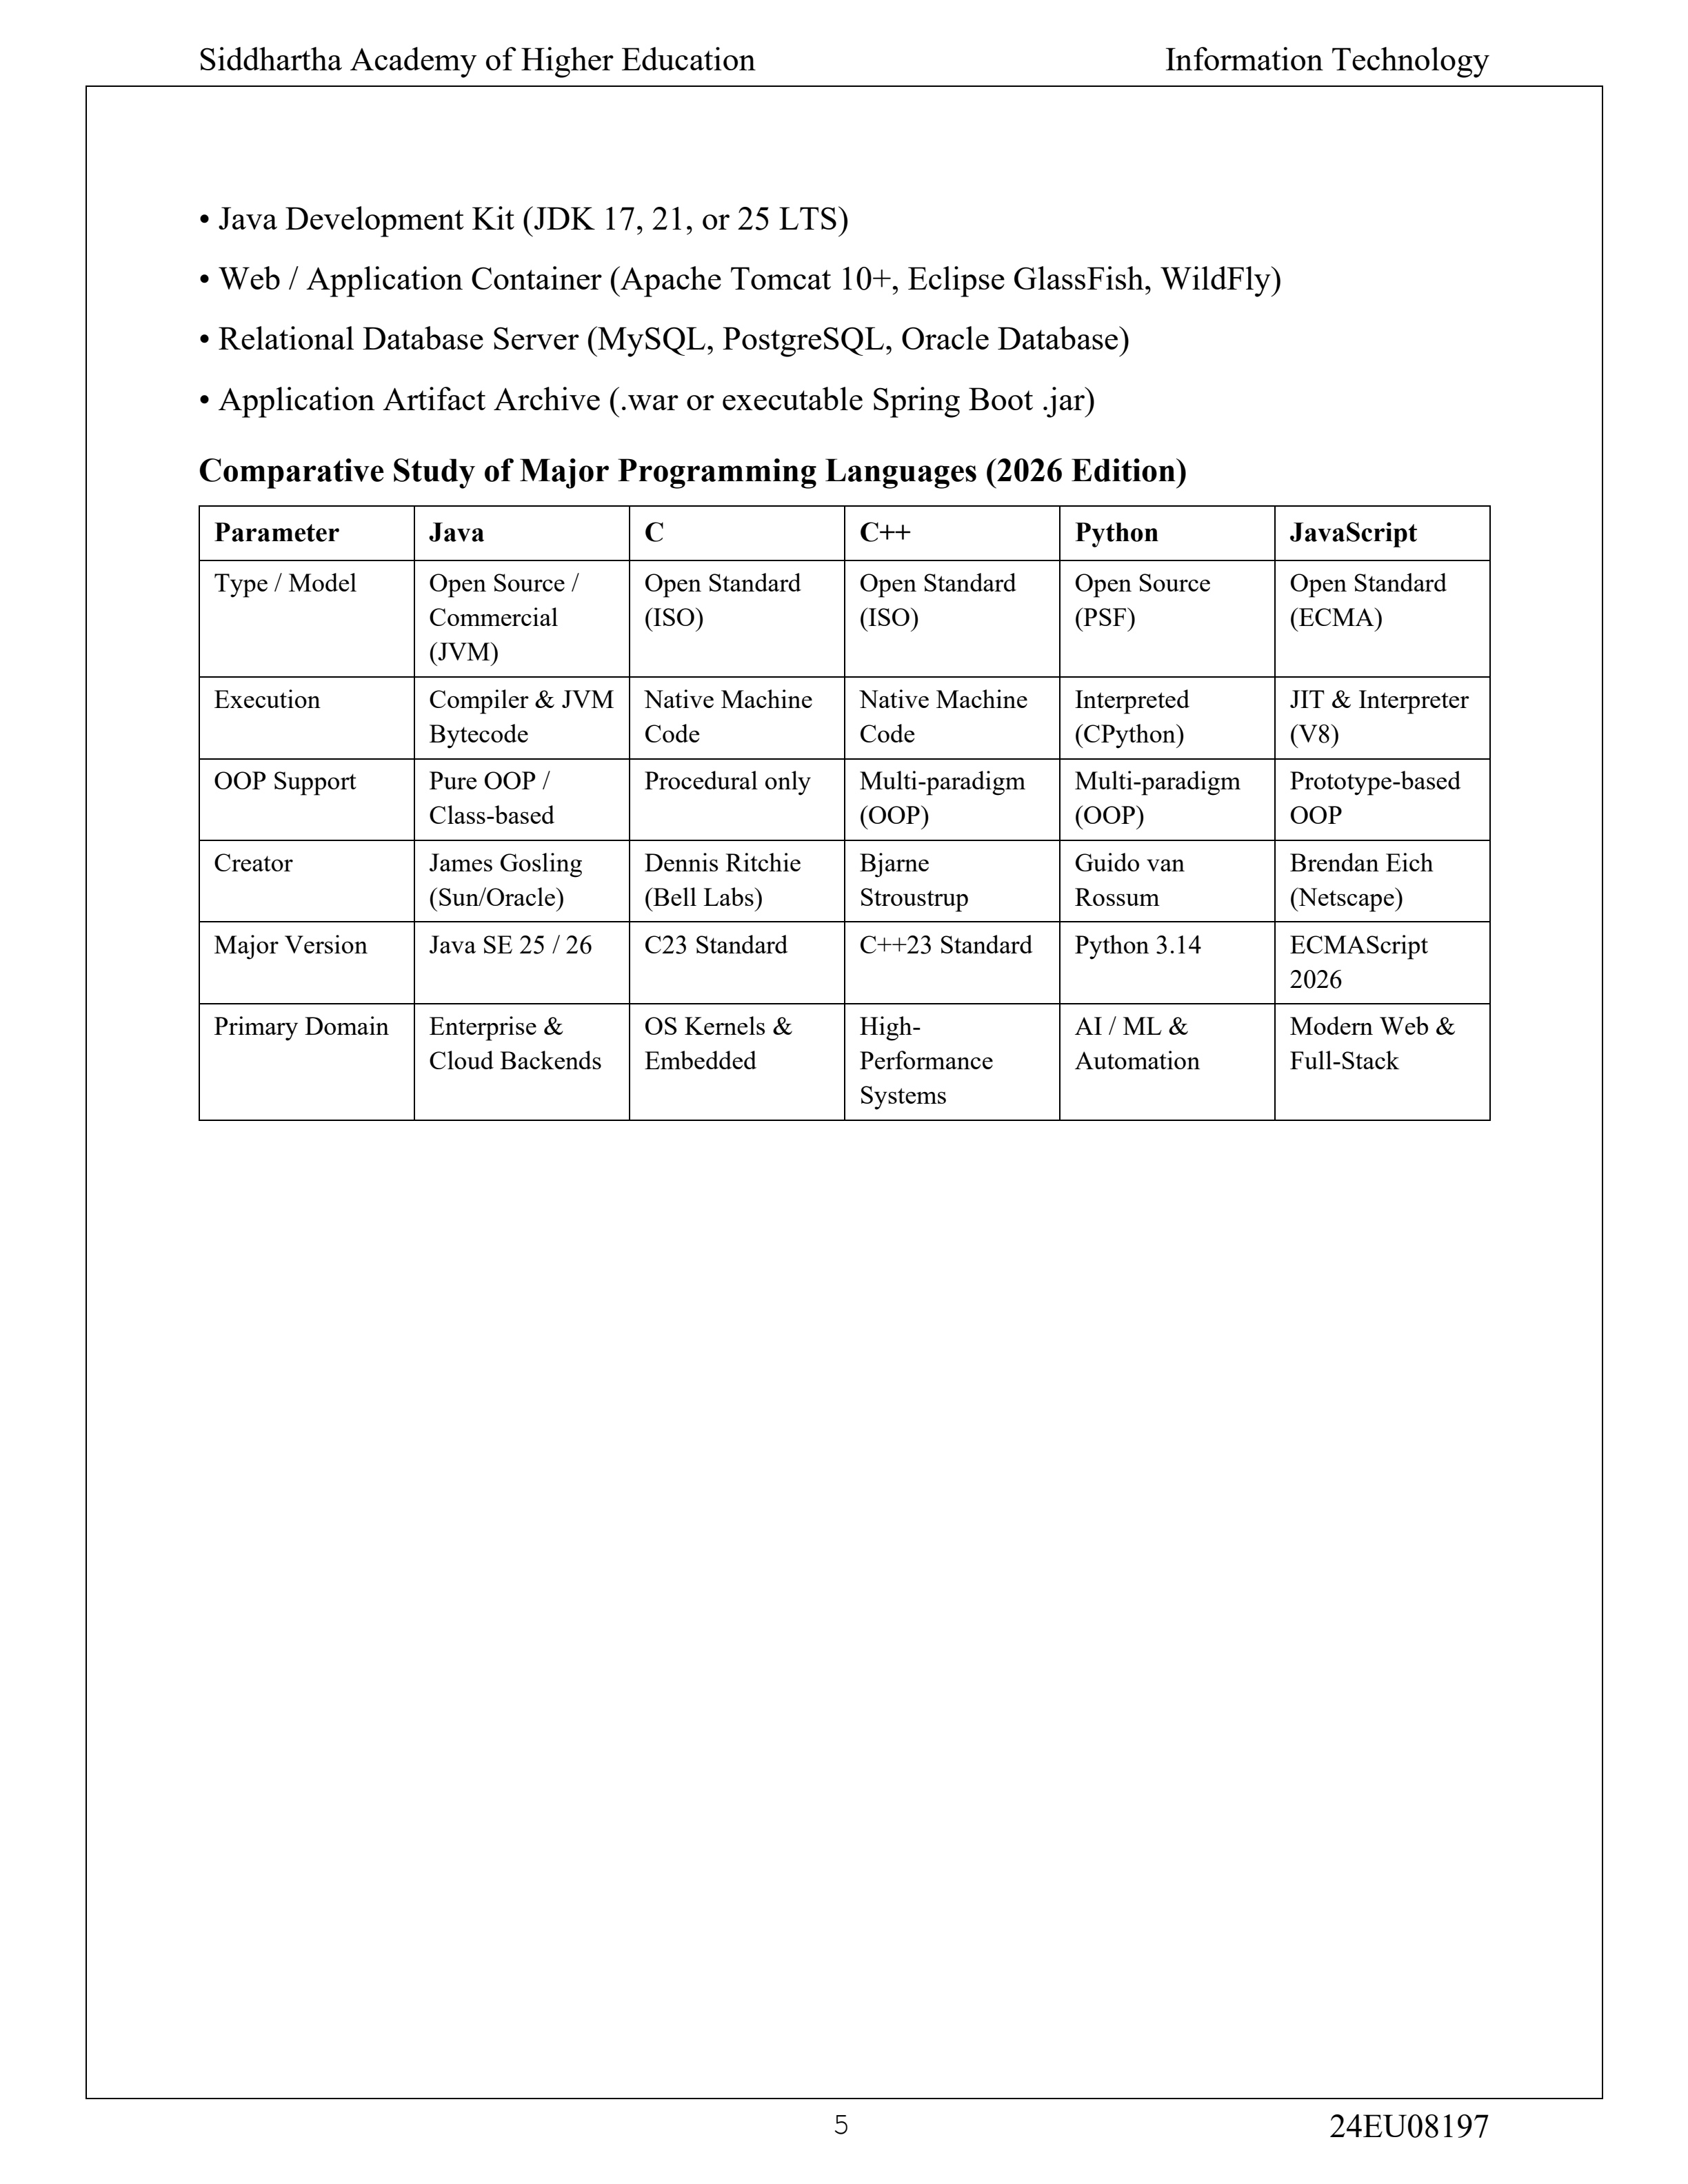 Siddhartha Academy of Higher Education Information Technology
• Java Development Kit (JDK 17, 21, or 25 LTS)
• Web / Application Container (Apache Tomcat 10+, Eclipse GlassFish, WildFly)
• Relational Database Server (MySQL, PostgreSQL, Oracle Database)
• Application Artifact Archive (.war or executable Spring Boot .jar)
Comparative Study of Major Programming Languages (2026 Edition)
Parameter Java C C++ Python JavaScript
Type / Model Open Source / Open Standard Open Standard Open Source Open Standard
Commercial (ISO) (ISO) (PSF) (ECMA)
(JVM)
Execution Compiler & JVM Native Machine Native Machine Interpreted JIT & Interpreter
Bytecode Code Code (CPython) (V8)
OOP Support Pure OOP / Procedural only Multi-paradigm Multi-paradigm Prototype-based
Class-based (OOP) (OOP) OOP
Creator James Gosling Dennis Ritchie Bjarne Guido van Brendan Eich
(Sun/Oracle) (Bell Labs) Stroustrup Rossum (Netscape)
Major Version Java SE 25 / 26 C23 Standard C++23 Standard Python 3.14 ECMAScript
2026
Primary Domain Enterprise & OS Kernels & High- AI / ML & Modern Web &
Cloud Backends Embedded Performance Automation Full-Stack
Systems
5 24EU08197